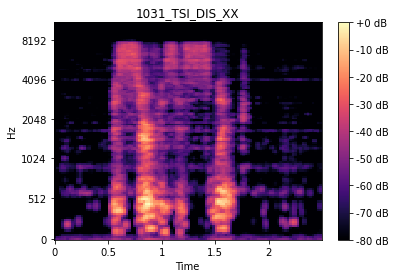 1031_TSI_DIS_XX
8192
4096
2048
1024
512
0
Hz
0
0.5
1
1.5
2
Time
+0 dB
-10 dB
-20 dB
-30 dB
-40 dB
-50 dB
-60 dB
-70 dB
-80 dB